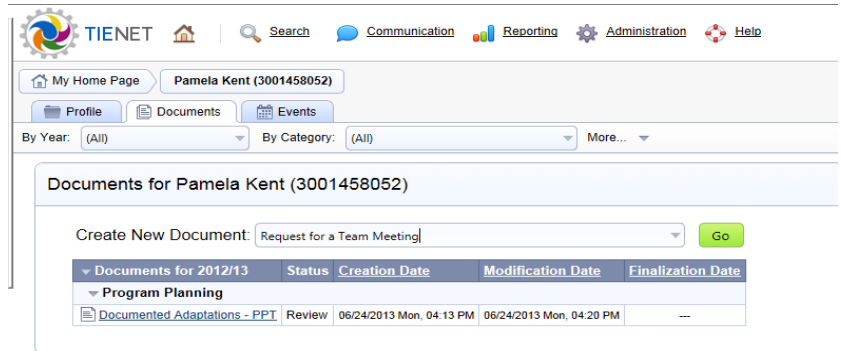 TIENET Search Communication Reporting Administration Help
My Home Page Pamela Kent (3001458052)
Profile Documents Events
By Year: (All) By Category: (All) More...
Documents for Pamela Kent (3001458052)
Create New Document: Request for a Team Meeting Go
Documents for 2012/13 Status Creation Date Modification Date Finalization Date
Program Planning
Documented Adaptations - PPT Review 06/24/2013 Mon, 04:13 PM 06/24/2013 Mon, 04:20 PM ---